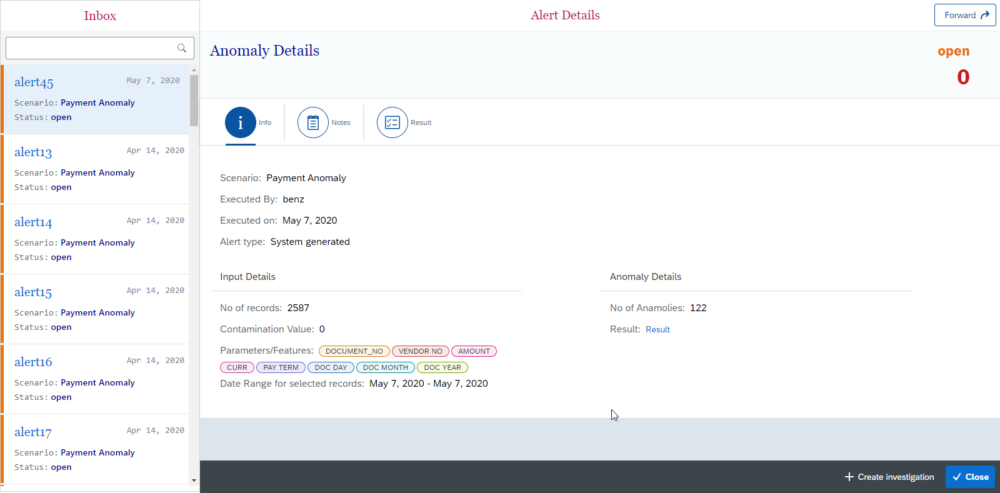 Inbox
alert45 May 7, 2020
Scenario: Payment Anomaly
Status: open
alert13 Apr 14, 2020
Scenario: Payment Anomaly
Status: open
alert14 Apr 14, 2020
Scenario: Payment Anomaly
Status: open
alert15 Apr 14, 2020
Scenario: Payment Anomaly
Status: open
alert16 Apr 14, 2020
Scenario: Payment Anomaly
Status: open
alert17 Apr 14, 2020
Scenario: Payment Anomaly
Status: open
Alert Details
Forward
Anomaly Details
open
0
Info
Notes
Result
Scenario: Payment Anomaly
Executed By: benz
Executed on: May 7, 2020
Alert type: System generated
Input Details
No of records: 2587
Contamination Value: 0
Parameters/Features: DOCUMENT_NO VENDOR NO AMOUNT
CURR PAY TERM DOC DAY DOC MONTH DOC YEAR
Date Range for selected records: May 7, 2020 - May 7, 2020
Anomaly Details
No of Anamolies: 122
Result: Result
Create investigation
Close